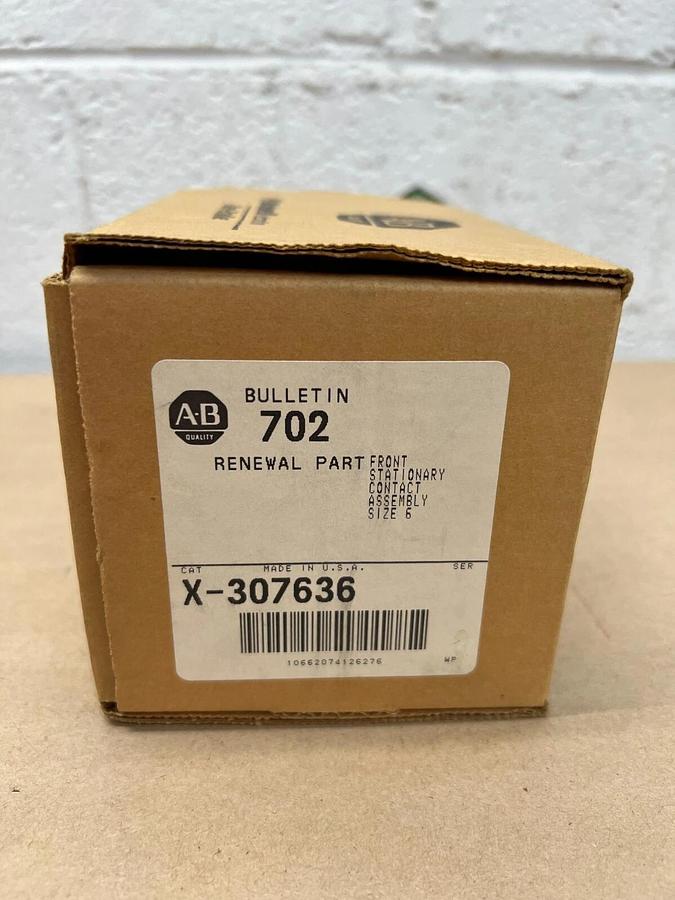 A-B
QUALITY
BULLETIN
702
RENEWAL PART
FRONT
STATIONARY
CONTACT
ASSEMBLY
SIZE 6
CAT
MADE IN U.S.A.
SER
X-307636
10662074126276
WP